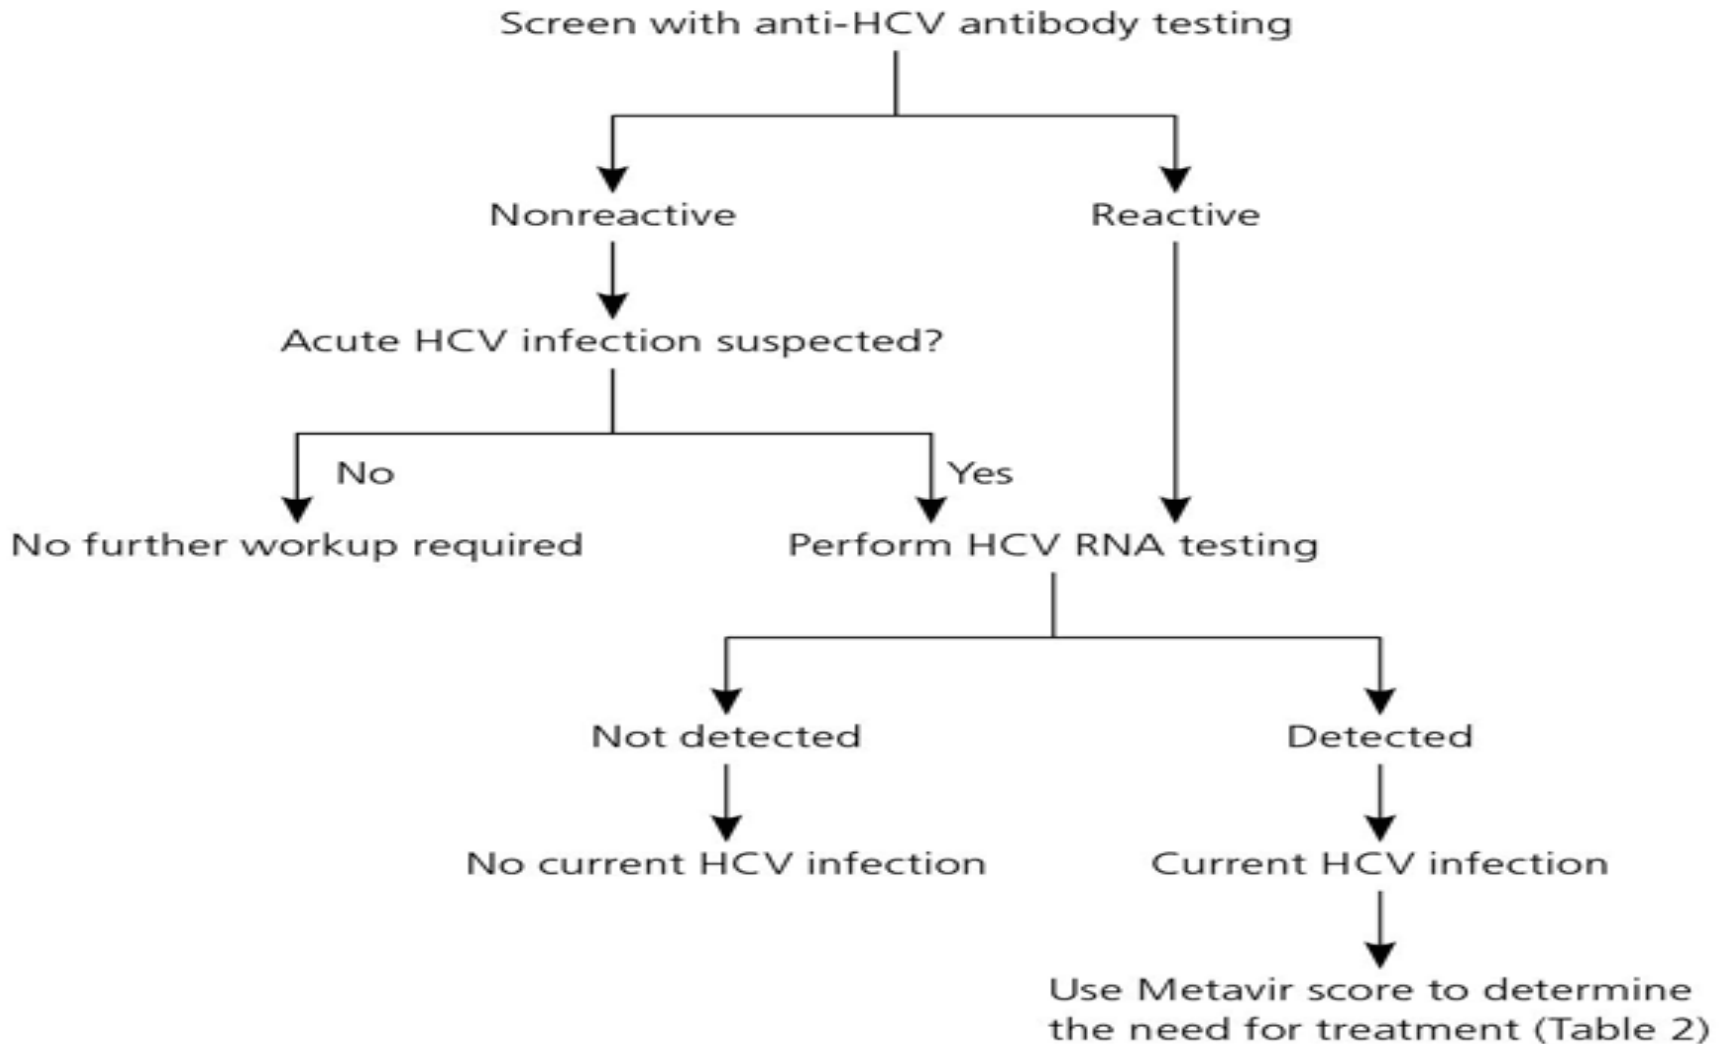 Screen with anti-HCV antibody testing
Nonreactive
Reactive
Acute HCV infection suspected?
No
Yes
No further workup required
Perform HCV RNA testing
Not detected
Detected
No current HCV infection
Current HCV infection
Use Metavir score to determine
the need for treatment (Table 2)